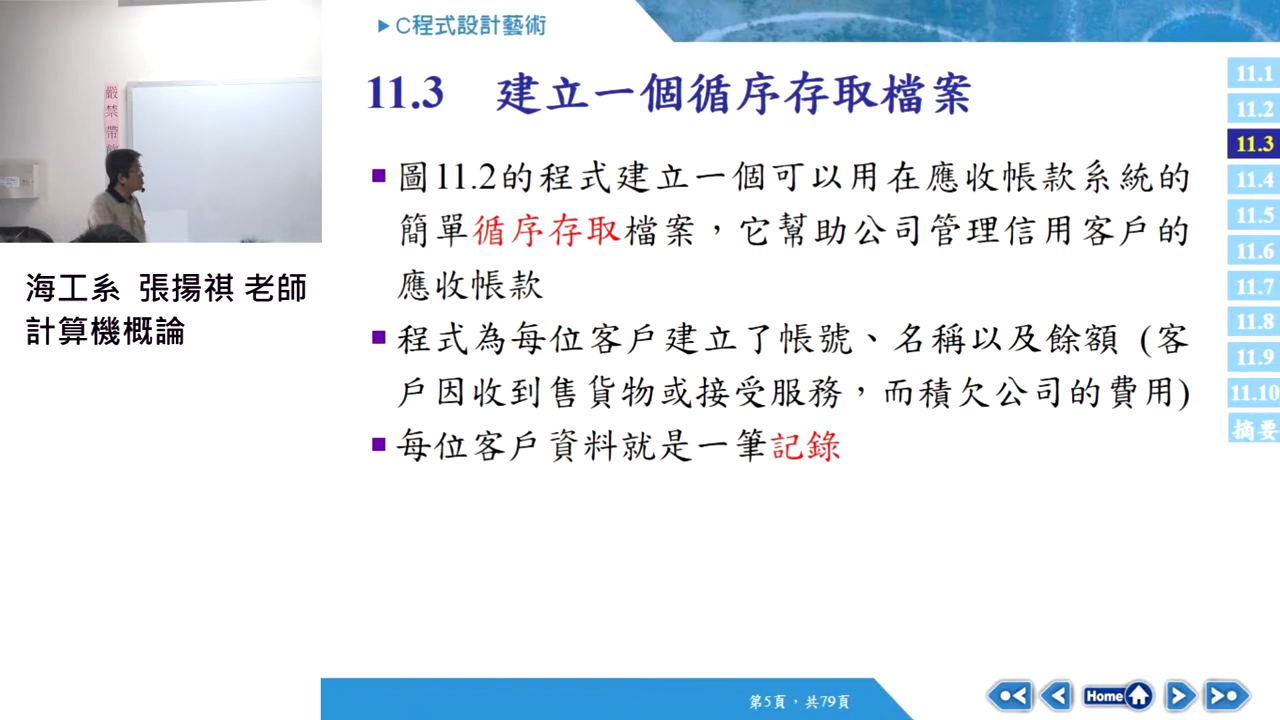 ▶C程式設計藝術
嚴禁帶
11.3 建立一個循序存取檔案
圖11.2的程式建立一個可以用在應收帳款系統的
簡單循序存取檔案，它幫助公司管理信用客戶的
應收帳款
程式為每位客戶建立了帳號、名稱以及餘額 (客
戶因收到售貨物或接受服務，而積欠公司的費用)
每位客戶資料就是一筆記錄
海工系 張揚祺 老師
計算機概論
11.1
11.2
11.3
11.4
11.5
11.6
11.7
11.8
11.9
11.10
摘要
第5頁，共79頁
Home